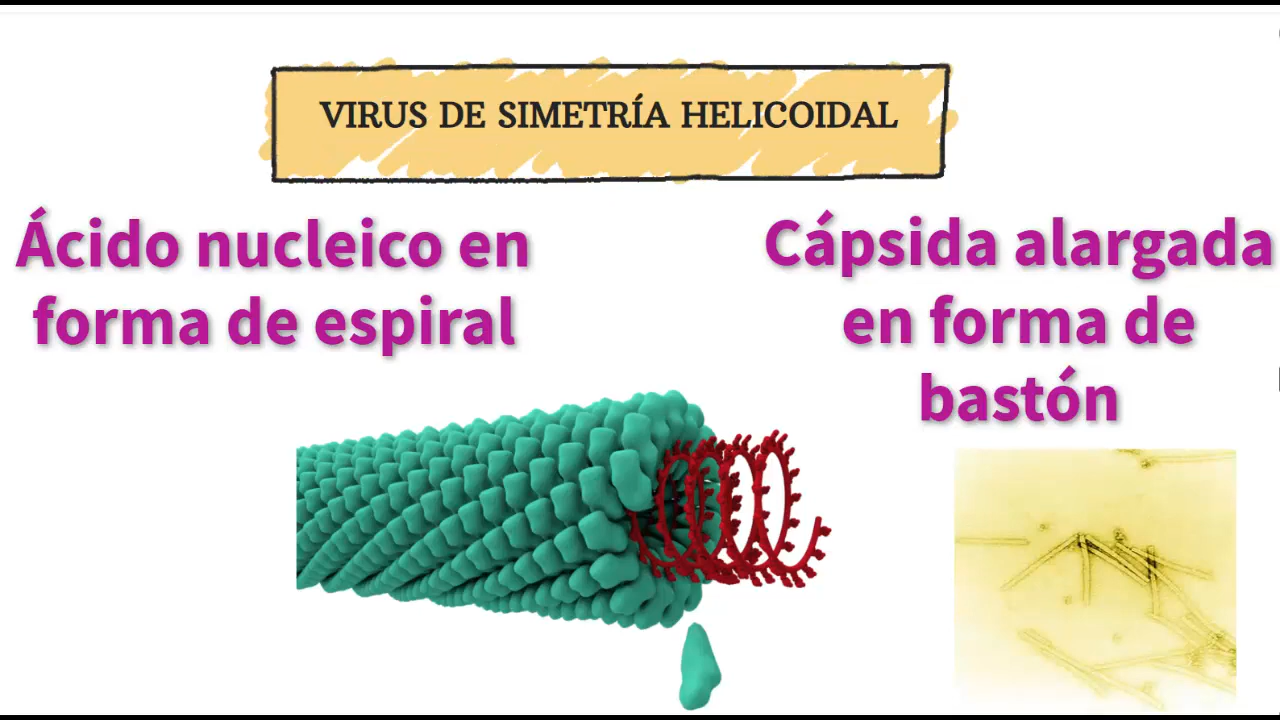 VIRUS DE SIMETRÍA HELICOIDAL
Ácido nucleico en
forma de espiral
Cápsida alargada
en forma de
bastón